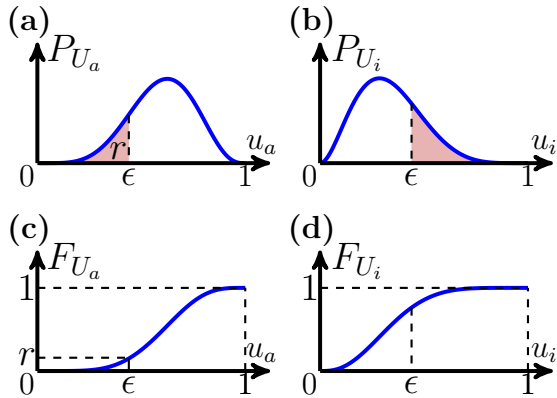 (a)
P_{U_a}
r
u_a
0
ϵ
1
(b)
P_{U_i}
u_i
0
ϵ
1
(c)
F_{U_a}
1
r
u_a
0
ϵ
1
(d)
F_{U_i}
1
u_i
0
ϵ
1